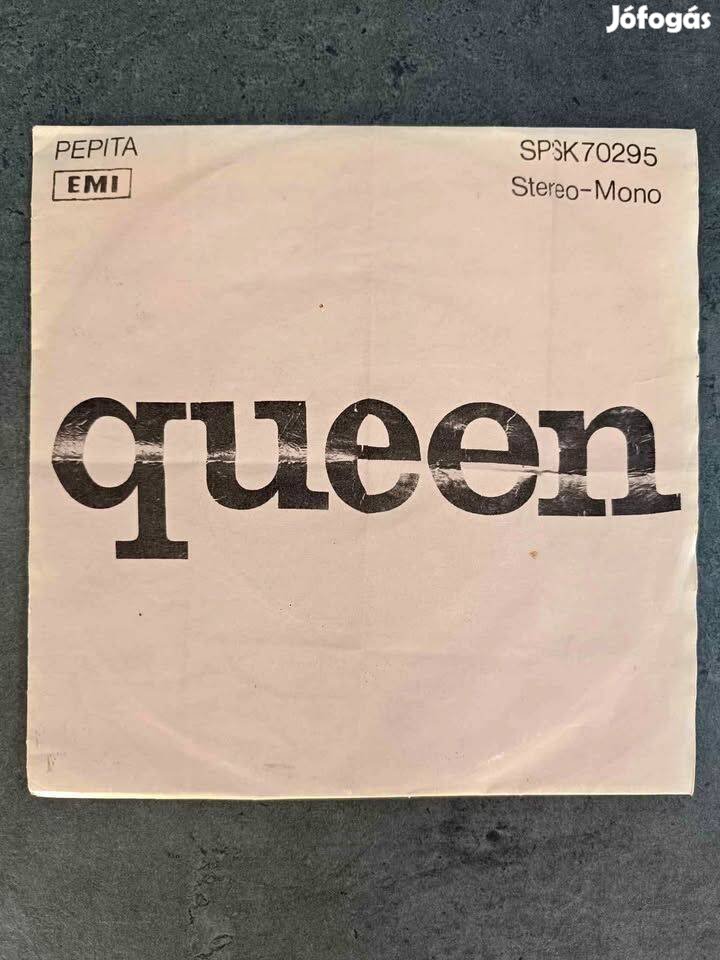 Jófogás
PEPITA
SPSK70295
EMI
Stereo-Mono
queen